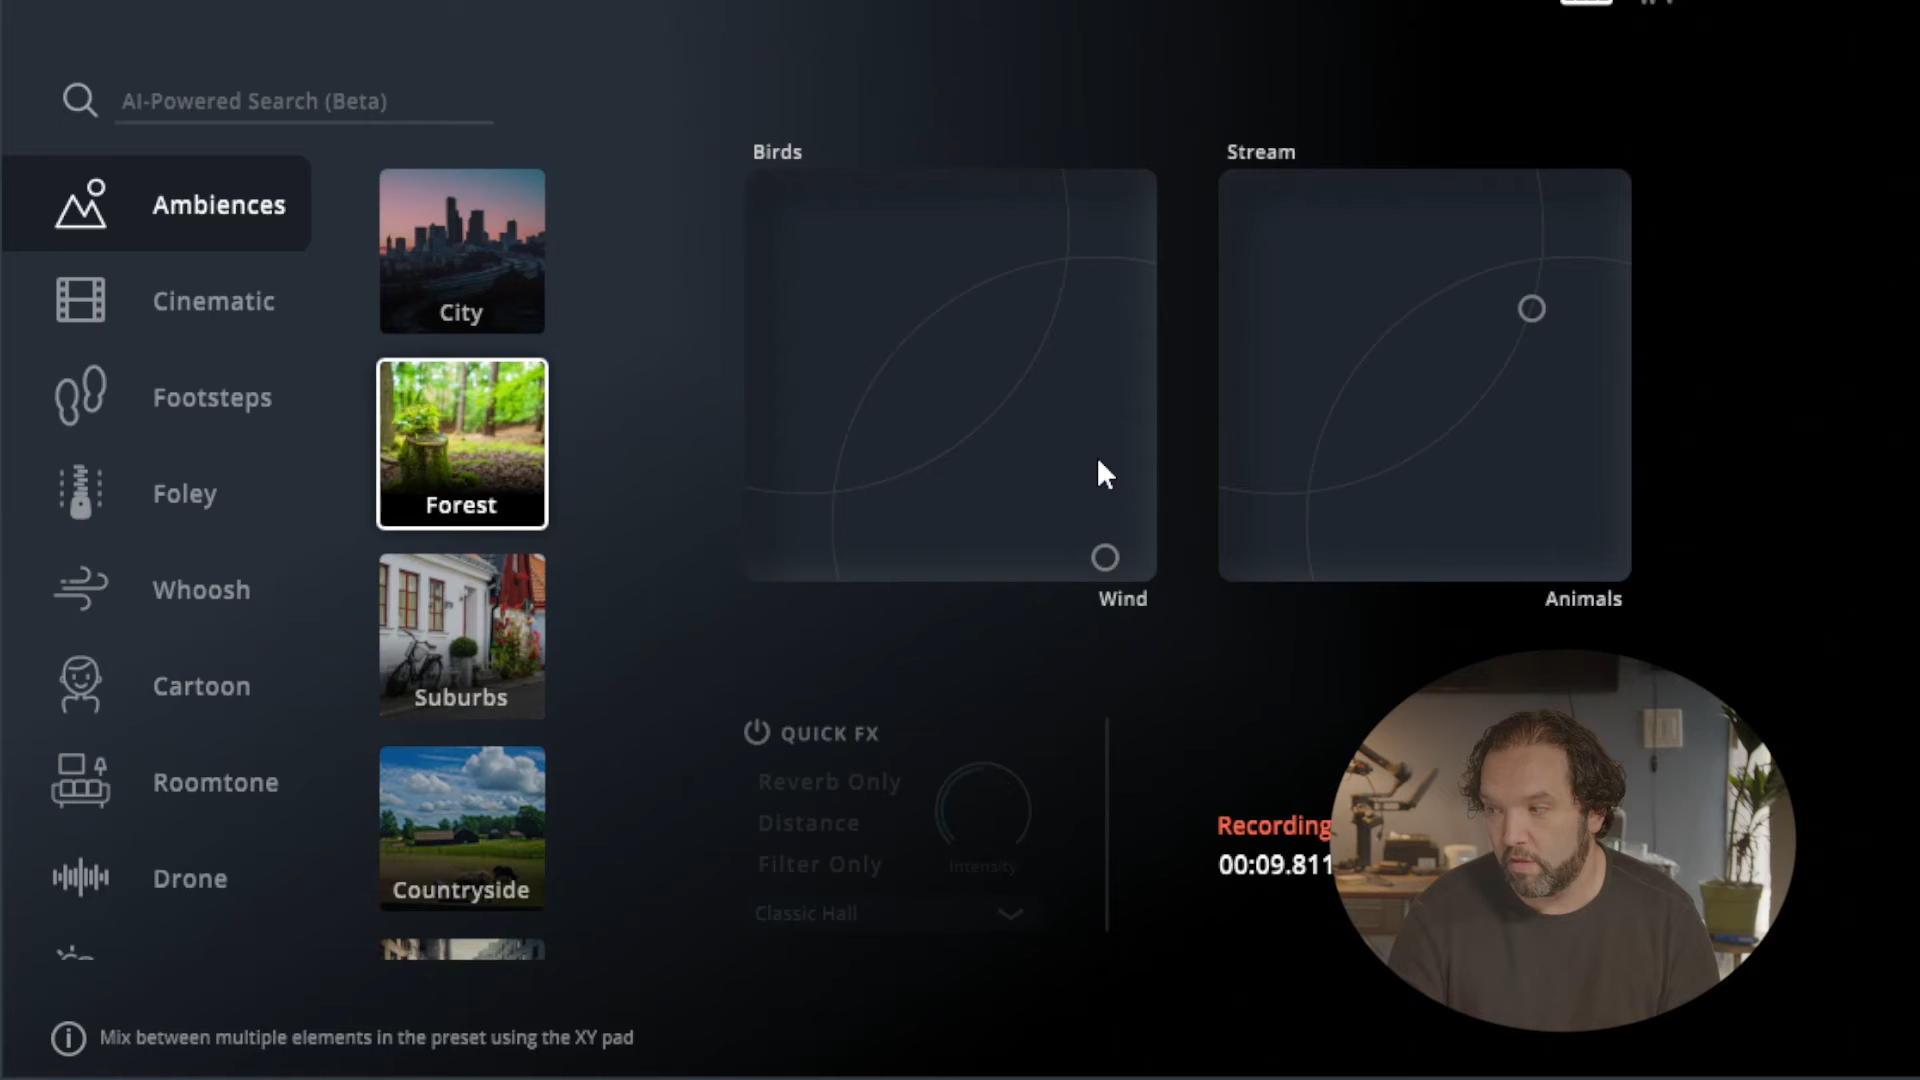 AI-Powered Search (Beta)
Ambiences
Cinematic
Footsteps
Foley
Whoosh
Cartoon
Roomtone
Drone
City
Forest
Suburbs
Countryside
Birds
Wind
Stream
Animals
QUICK FX
Reverb Only
Distance
Filter Only
Intensity
Classic Hall
Recording
00:09.811
Mix between multiple elements in the preset using the XY pad